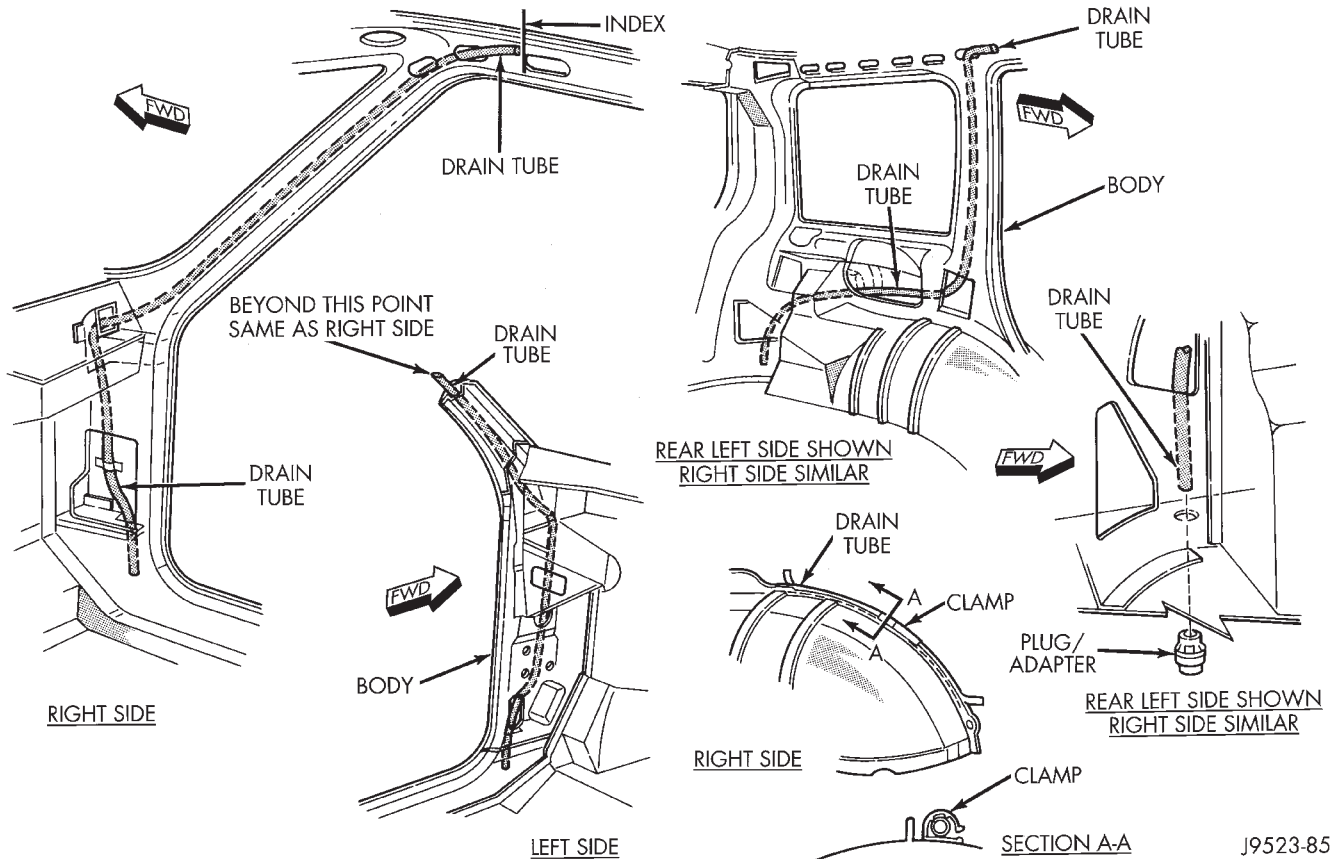 INDEX
DRAIN
TUBE
FWD
FWD
DRAIN TUBE
DRAIN
TUBE
BODY
BEYOND THIS POINT
SAME AS RIGHT SIDE
DRAIN
TUBE
DRAIN
TUBE
REAR LEFT SIDE SHOWN
RIGHT SIDE SIMILAR
FWD
DRAIN
TUBE
DRAIN
TUBE
FWD
A
CLAMP
A
BODY
PLUG/
ADAPTER
RIGHT SIDE
REAR LEFT SIDE SHOWN
RIGHT SIDE SIMILAR
RIGHT SIDE
CLAMP
LEFT SIDE
SECTION A-A
J9523-85